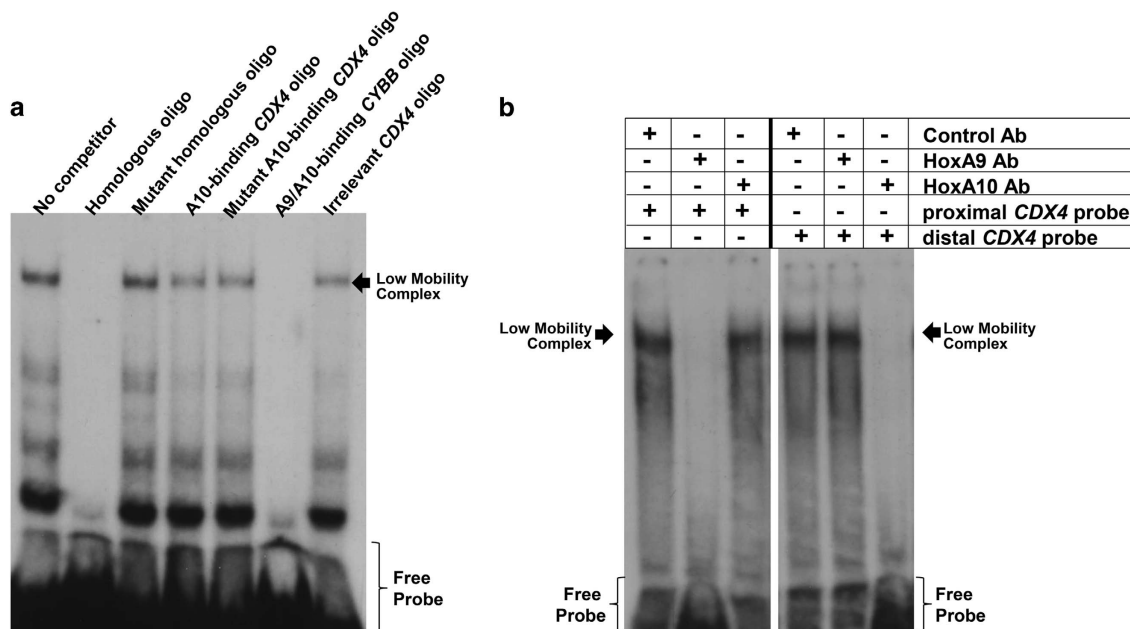 a
No competitor
Homologous oligo
Mutant homologous oligo
A10-binding CDX4 oligo
Mutant A10-binding CDX4 oligo
A9/A10-binding CYBB oligo
Irrelevant CDX4 oligo
Low Mobility
Complex
Free
Probe
b
+ - - + - - Control Ab
- + - - + - HoxA9 Ab
- - + - - + HoxA10 Ab
+ + + - - - proximal CDX4 probe
- - - + + + distal CDX4 probe
Low Mobility
Complex
Low Mobility
Complex
Free
Probe
Free
Probe